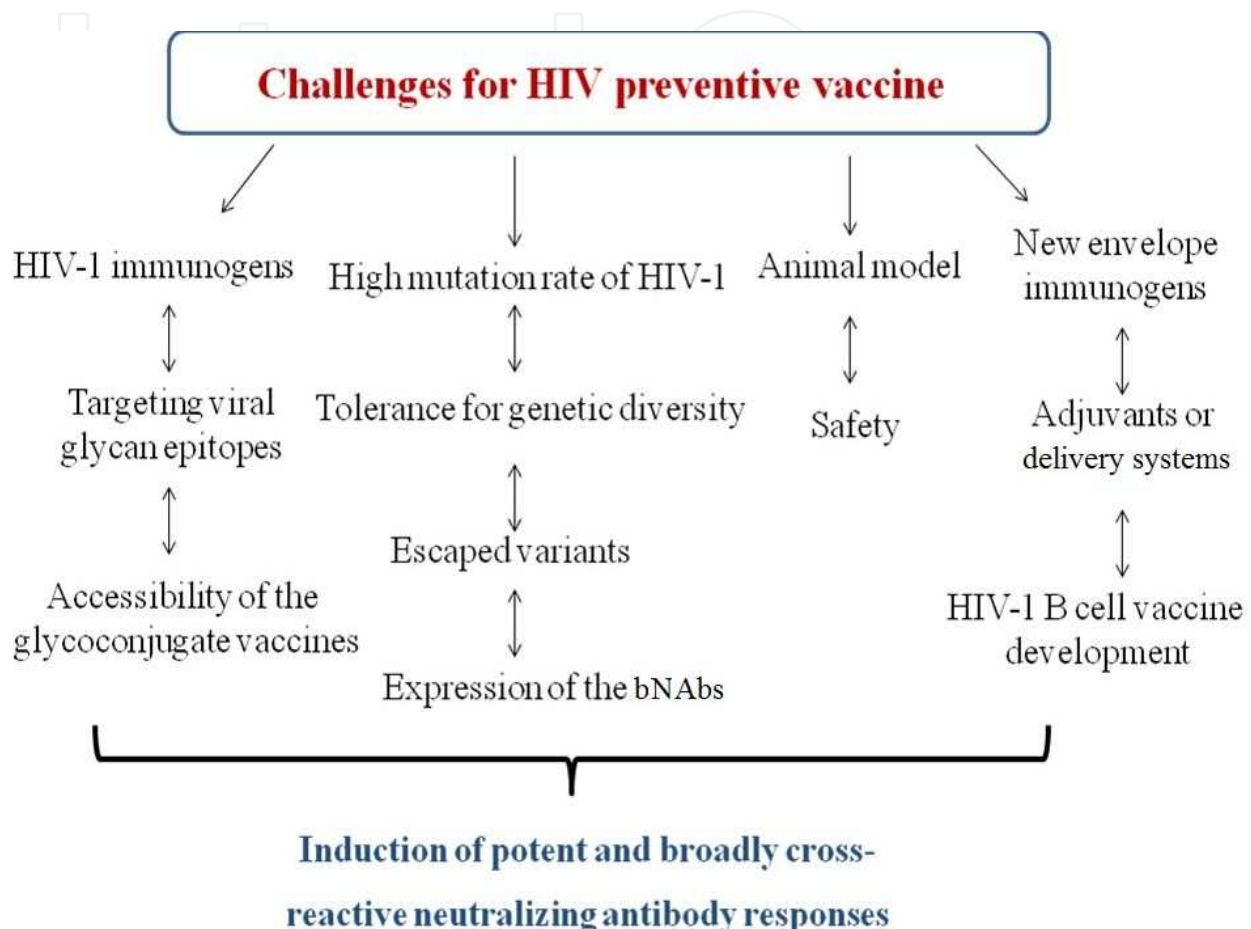 Challenges for HIV preventive vaccine
HIV-1 immunogens
Targeting viral
glycan epitopes
Accessibility of the
glycoconjugate vaccines
High mutation rate of HIV-1
Tolerance for genetic diversity
Escaped variants
Expression of the bNAbs
Animal model
Safety
New envelope
immunogens
Adjuvants or
delivery systems
HIV-1 B cell vaccine
development
Induction of potent and broadly cross-
reactive neutralizing antibody responses